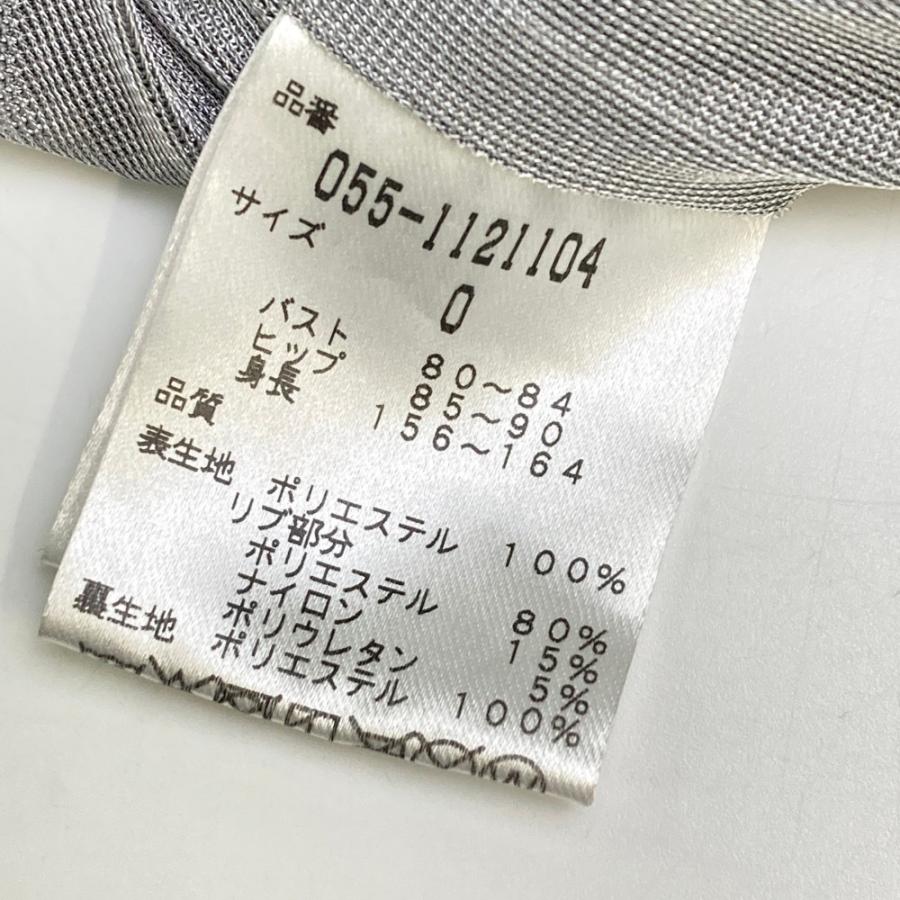 品番
055-1121104
サイズ
0
バスト 80～84
ヒップ 85～90
身長 156～164
品質
表生地 ポリエステル 100%
リブ部分
ポリエステル 80%
ナイロン 15%
ポリウレタン 5%
裏生地 ポリエステル 100%